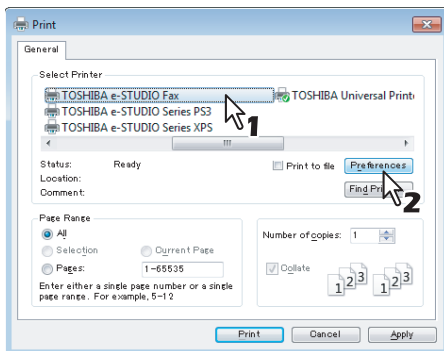 Print
General
Select Printer
TOSHIBA e-STUDIO Fax
TOSHIBA Universal Print
TOSHIBA e-STUDIO Series PS3
TOSHIBA e-STUDIO Series XPS
1
Status: Ready
Print to file
Preferences
Location:
Comment:
Find
2
Page Range
All
Selection
Current Page
Pages:
1-65535
Enter either a single page number or a single
page range. For example, 5-12
Number of copies: 1
Collate
1 2 3
1 2 3
Print
Cancel
Apply